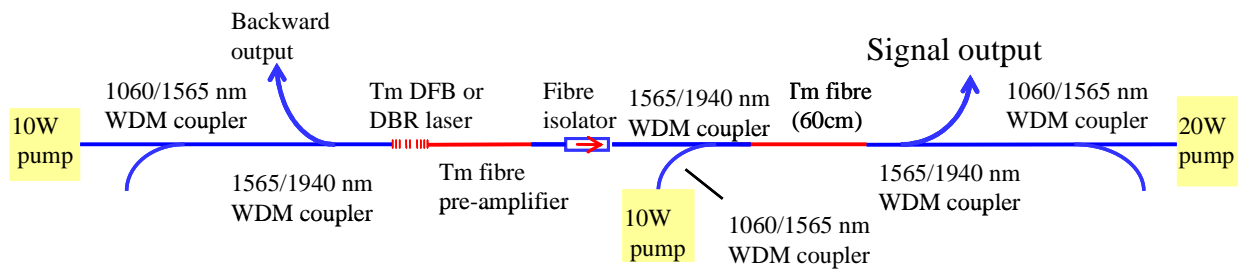 Backward
output
1060/1565 nm
WDM coupler
10W
pump
1565/1940 nm
WDM coupler
Tm DFB or
DBR laser
Tm fibre
pre-amplifier
Fibre
isolator
1565/1940 nm
WDM coupler
10W
pump
1060/1565 nm
WDM coupler
Tm fibre
(60cm)
Signal output
1565/1940 nm
WDM coupler
1060/1565 nm
WDM coupler
20W
pump